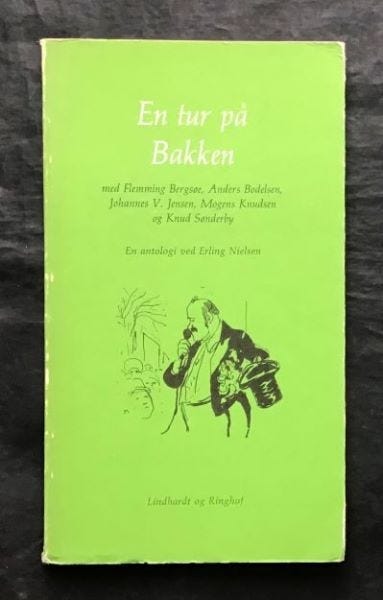 En tur på
Bakken
med Flemming Bergsøe, Anders Bodelsen,
Johannes V. Jensen, Mogens Knudsen
og Knud Sønderby
En antologi ved Erling Nielsen
Lindhardt og Ringhof